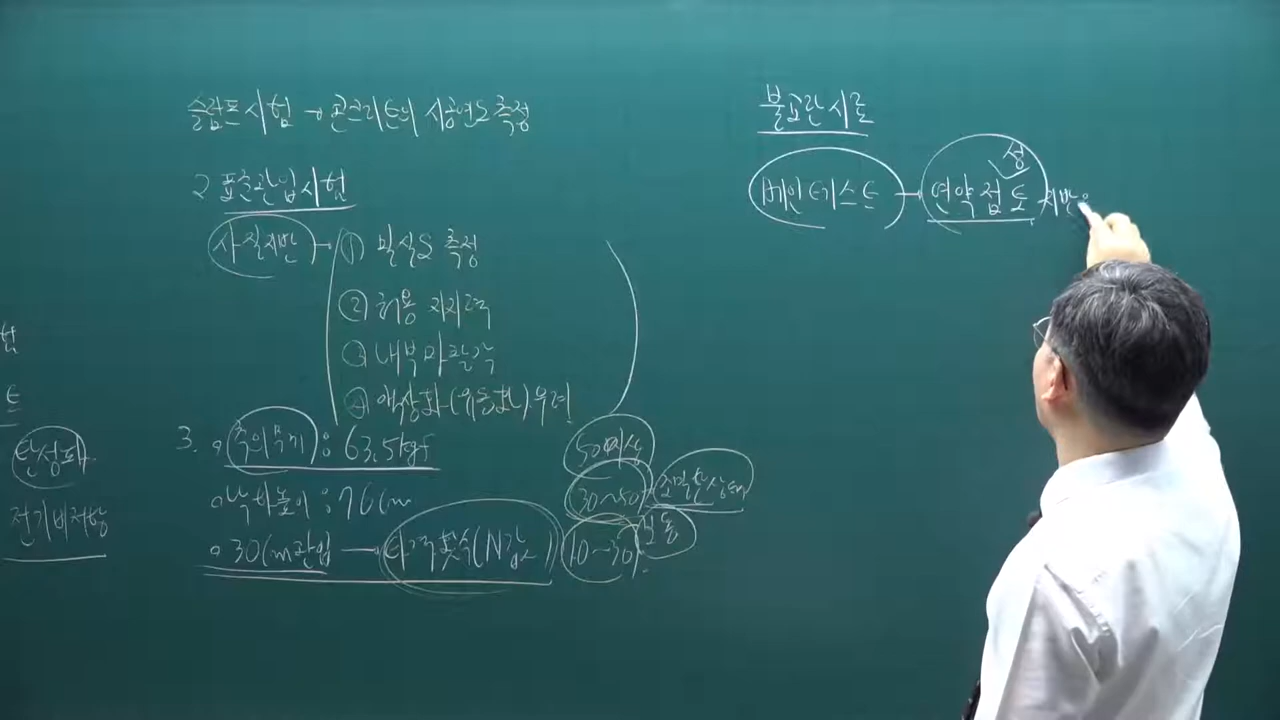 슬럼프시험 → 콘크리트의 시공연도 측정
2 표준관입시험
사질지반 → ① 밀실도 측정
② 허용 지지력
③ 내부마찰각
④ 액상화(유동화)우려
3. 추의무게 : 63.5kgf
낙하높이 : 76cm
30cm관입 → 타격횟수(N값)
50이상
30~50 조밀한상태
10~30 보통
탄성파
전기비저항
불교란시료
베인테스트 → 연약점토 지반
성